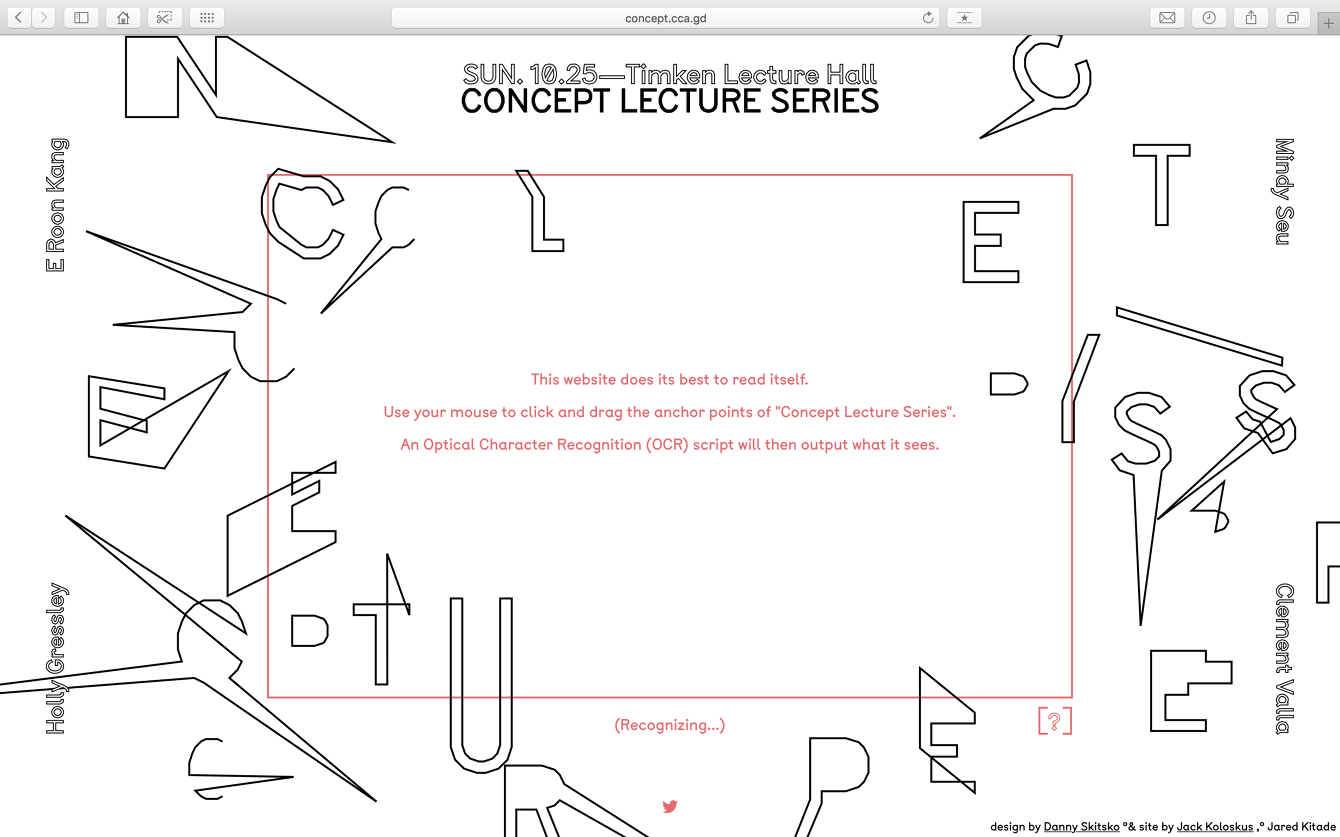 concept.cca.gd
SUN. 10.25—Timken Lecture Hall
CONCEPT LECTURE SERIES
E Roon Kang
Mindy Seu
N
C
T
C
L
E
E
S
S
This website does its best to read itself.
Use your mouse to click and drag the anchor points of "Concept Lecture Series".
An Optical Character Recognition (OCR) script will then output what it sees.
E
T
U
E
E
R
P
Holly Gressley
Clement Valla
(Recognizing...)
[?]
design by Danny Skitsko °& site by Jack Koloskus ,° Jared Kitade